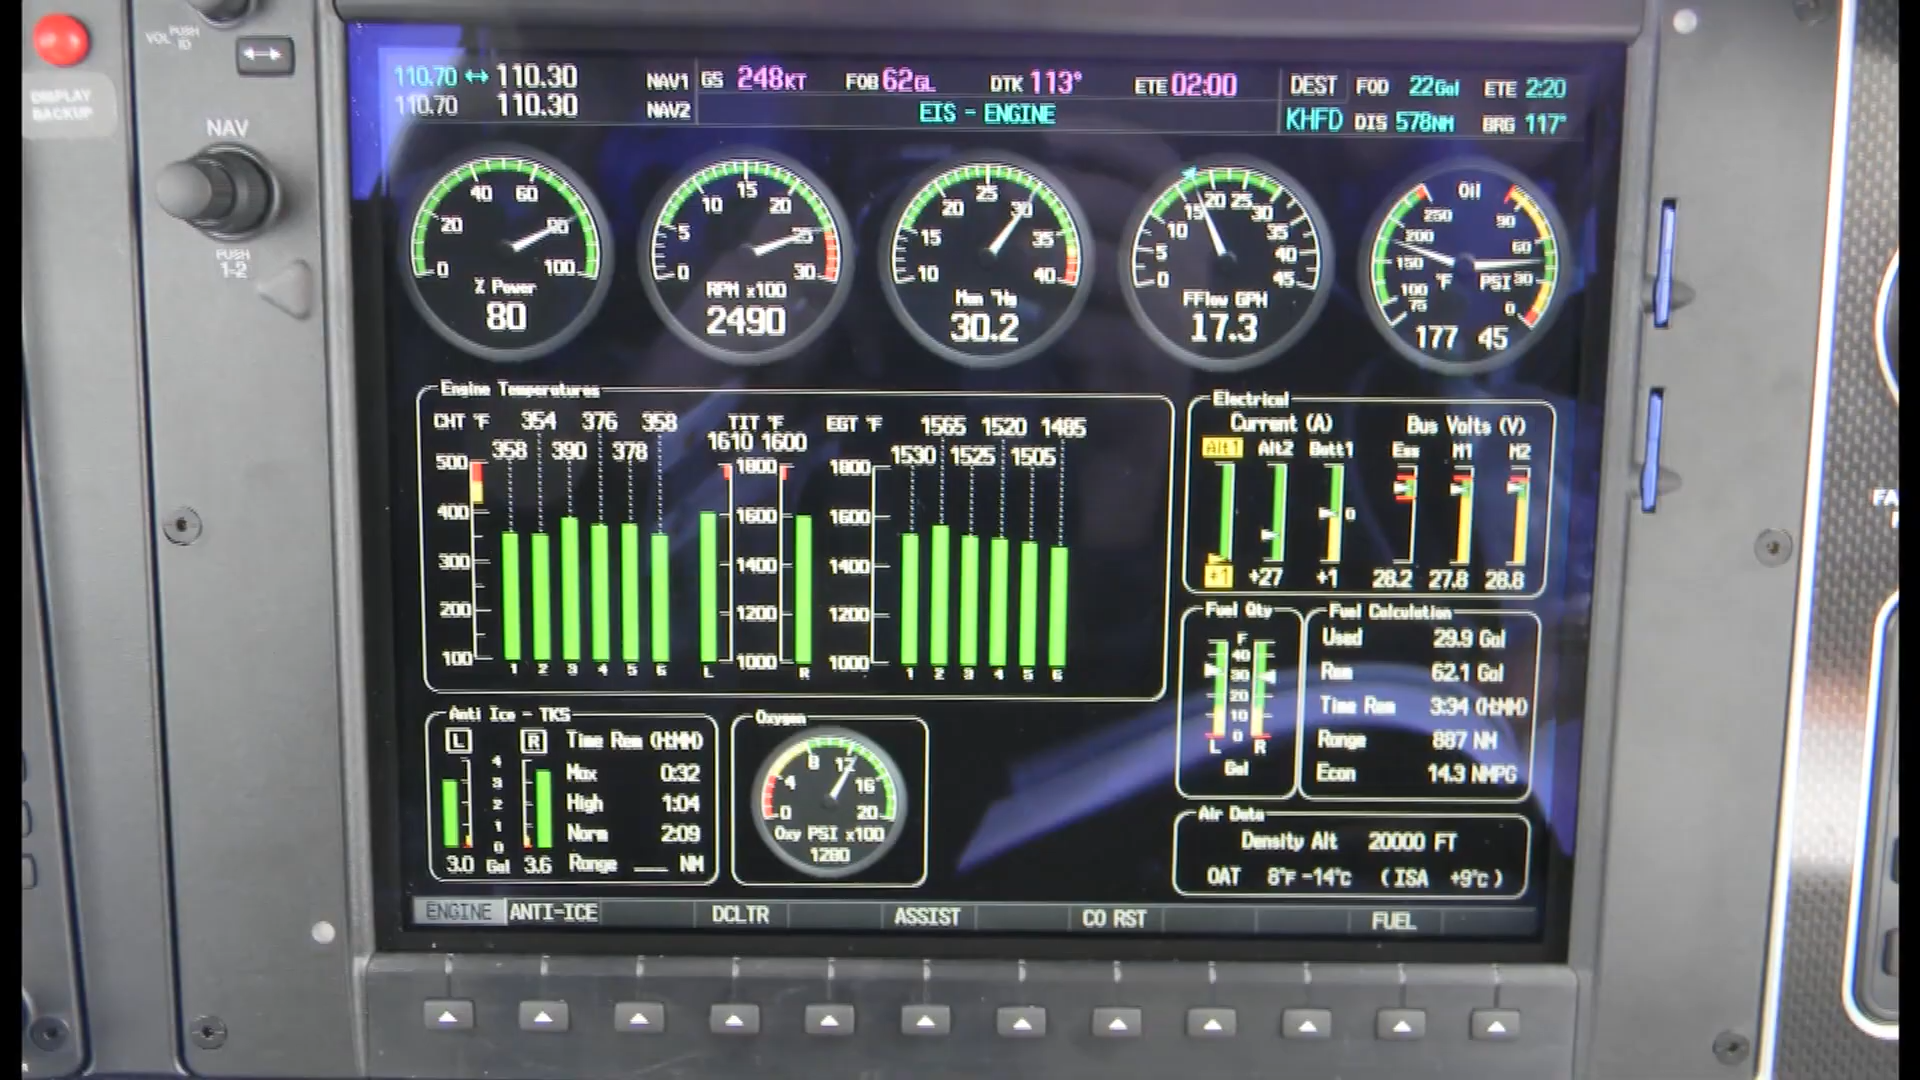 DISPLAY
BACKUP
VOL PUSH
ID
NAV
PUSH
1-2
110.70 ↔ 110.30 NAV1
110.70 110.30 NAV2
GS 248KT FOB 62GL DTK 113° ETE 02:00
EIS - ENGINE
DEST FOD 22Gal ETE 2:20
KHFD DIS 578NM BRG 117°
0 20 40 60 80 100
% Power
80
0 5 10 15 20 25 30
RPM x100
2490
10 15 20 25 30 35 40
Man "Hg
30.2
0 5 10 15 20 25 30 35 40 45
FFlow GPH
17.3
Oil
250 200 150 100 75 °F
90 60 30 0 PSI
177 45
Engine Temperatures
CHT °F 354 376 358
358 390 378
500
400
300
200
100
1 2 3 4 5 6
TIT °F
1610 1600
1800
1600
1400
1200
1000
L R
EGT °F 1565 1520 1485
1530 1525 1505
1800
1600
1400
1200
1000
1 2 3 4 5 6
Electrical
Current (A) Bus Volts (V)
Alt1 Alt2 Batt1 Ess M1 M2
0
+1 +27 +1 28.2 27.8 28.8
Fuel Qty
F
40
30
20
10
L 0 R
Gal
Fuel Calculation
Used 29.9 Gal
Rem 62.1 Gal
Time Rem 3:34 (H:MM)
Range 887 NM
Econ 14.3 NMPG
Anti Ice - TKS
L R Time Rem (H:MM)
4
3
2
1
0
Max 0:32
High 1:04
Norm 2:09
3.0 Gal 3.6 Range ___ NM
Oxygen
0 4 8 12 16 20
Oxy PSI x100
1280
Air Data
Density Alt 20000 FT
OAT 8°F -14°C (ISA +9°C)
ENGINE ANTI-ICE DCLTR ASSIST CO RST FUEL
FA